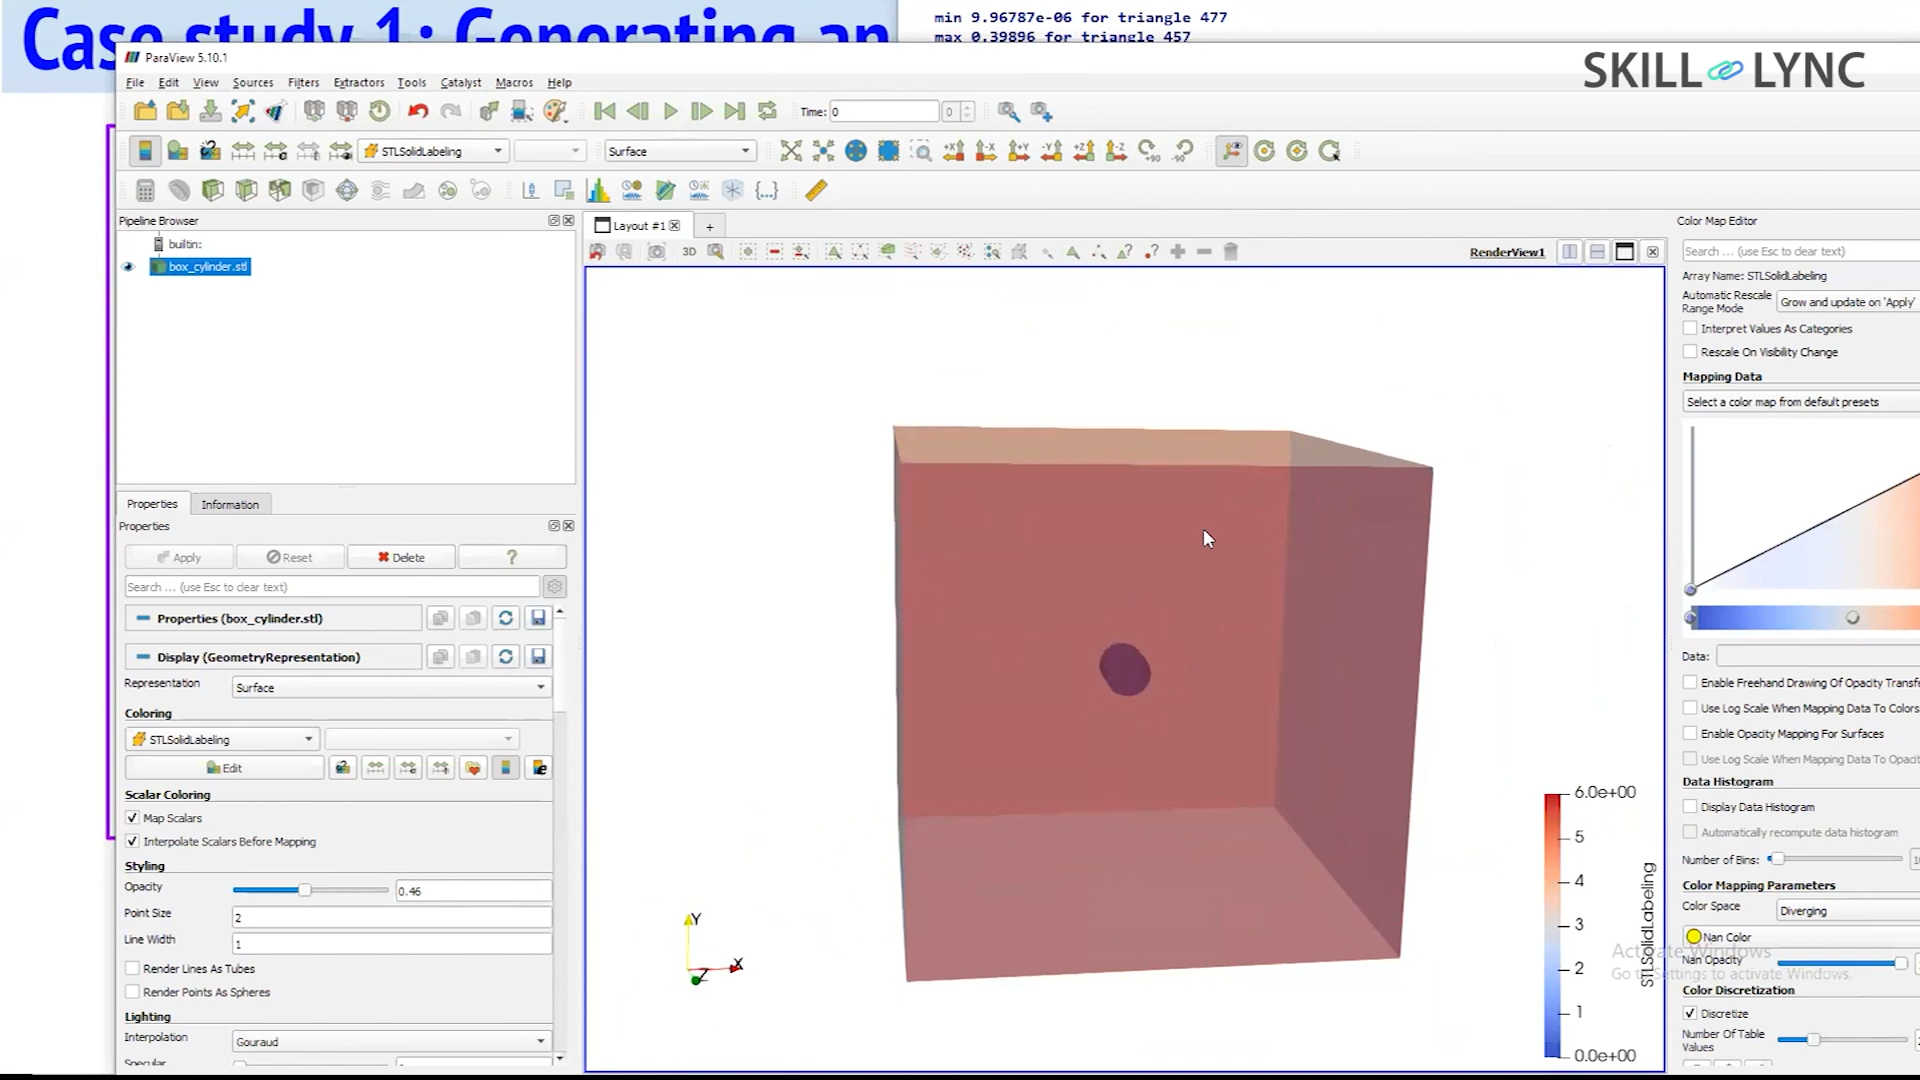 Case study 1: Generating an
min 9.96787e-06 for triangle 477
max 0.39896 for triangle 457
SKILL LYNC
ParaView 5.10.1
File Edit View Sources Filters Extractors Tools Catalyst Macros Help
Time: 0
0
STLSolidLabeling
Surface
+X -X +Y -Y +Z -Z +90 -90
Pipeline Browser
builtin:
box_cylinder.stl
Layout #1
+
3D
RenderView1
Properties Information
Properties
Apply Reset Delete ?
Search ... (use Esc to clear text)
Properties (box_cylinder.stl)
Display (GeometryRepresentation)
Representation Surface
Coloring
STLSolidLabeling
Edit
Scalar Coloring
Map Scalars
Interpolate Scalars Before Mapping
Styling
Opacity 0.46
Point Size 2
Line Width 1
Render Lines As Tubes
Render Points As Spheres
Lighting
Interpolation Gouraud
Specular
Y
X
Z
6.0e+00
5
4
3
2
1
0.0e+00
STLSolidLabeling
Color Map Editor
Search ... (use Esc to clear text)
Array Name: STLSolidLabeling
Automatic Rescale
Range Mode
Grow and update on 'Apply'
Interpret Values As Categories
Rescale On Visibility Change
Mapping Data
Select a color map from default presets
Data:
Enable Freehand Drawing Of Opacity Transfe
Use Log Scale When Mapping Data To Colors
Enable Opacity Mapping For Surfaces
Use Log Scale When Mapping Data To Opacit
Data Histogram
Display Data Histogram
Automatically recompute data histogram
Number of Bins:
Color Mapping Parameters
Color Space Diverging
Nan Color
Nan Opacity
Color Discretization
Discretize
Number Of Table
Values
Activate Windows
Go to Settings to activate Windows.